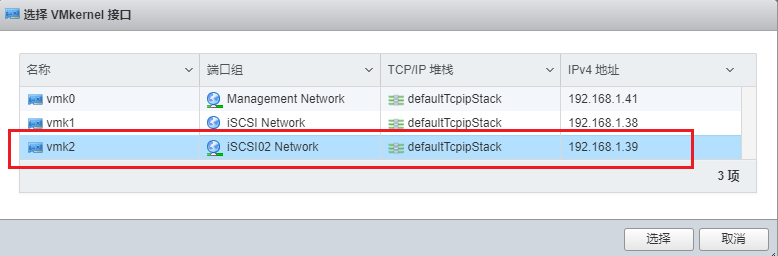 选择 VMkernel 接口
名称 端口组 TCP/IP 堆栈 IPv4 地址
vmk0 Management Network defaultTcpipStack 192.168.1.41
vmk1 iSCSI Network defaultTcpipStack 192.168.1.38
vmk2 iSCSI02 Network defaultTcpipStack 192.168.1.39
3 项
选择 取消